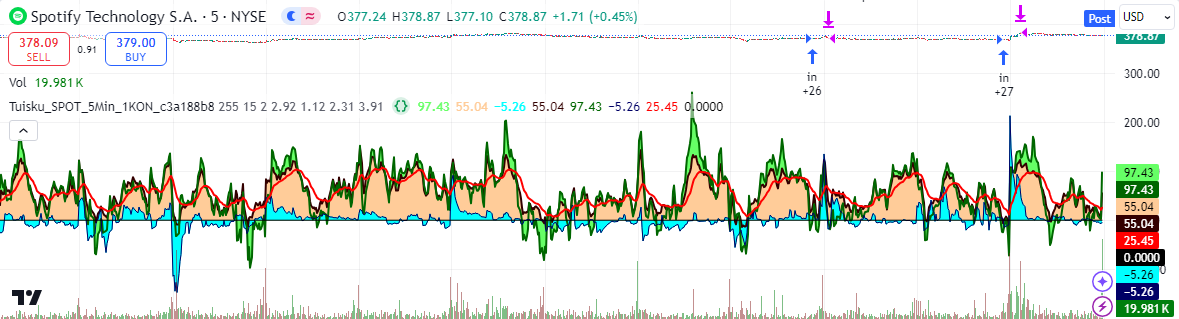 Spotify Technology S.A. · 5 · NYSE O377.24 H378.87 L377.10 C378.87 +1.71 (+0.45%)
Post USD
378.09 SELL 0.91 379.00 BUY
378.87
Vol 19.981 K
300.00
in +26
in +27
Tuisku_SPOT_5Min_1KON_c3a188b8 255 15 2 2.92 1.12 2.31 3.91 {} 97.43 55.04 −5.26 55.04 97.43 −5.26 25.45 0.0000
200.00
97.43
97.43
55.04
55.04
25.45
0.0000
−5.26
−5.26
19.981 K